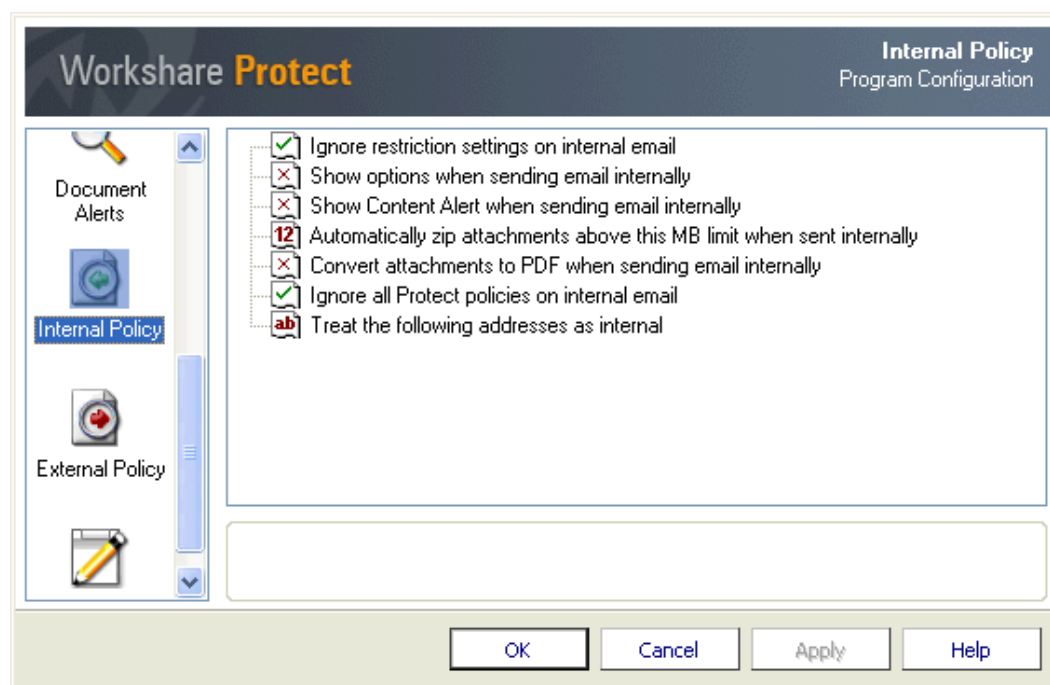 Workshare Protect
Internal Policy
Program Configuration
Document
Alerts
Internal Policy
External Policy
Ignore restriction settings on internal email
Show options when sending email internally
Show Content Alert when sending email internally
12 Automatically zip attachments above this MB limit when sent internally
Convert attachments to PDF when sending email internally
Ignore all Protect policies on internal email
ab Treat the following addresses as internal
OK
Cancel
Apply
Help